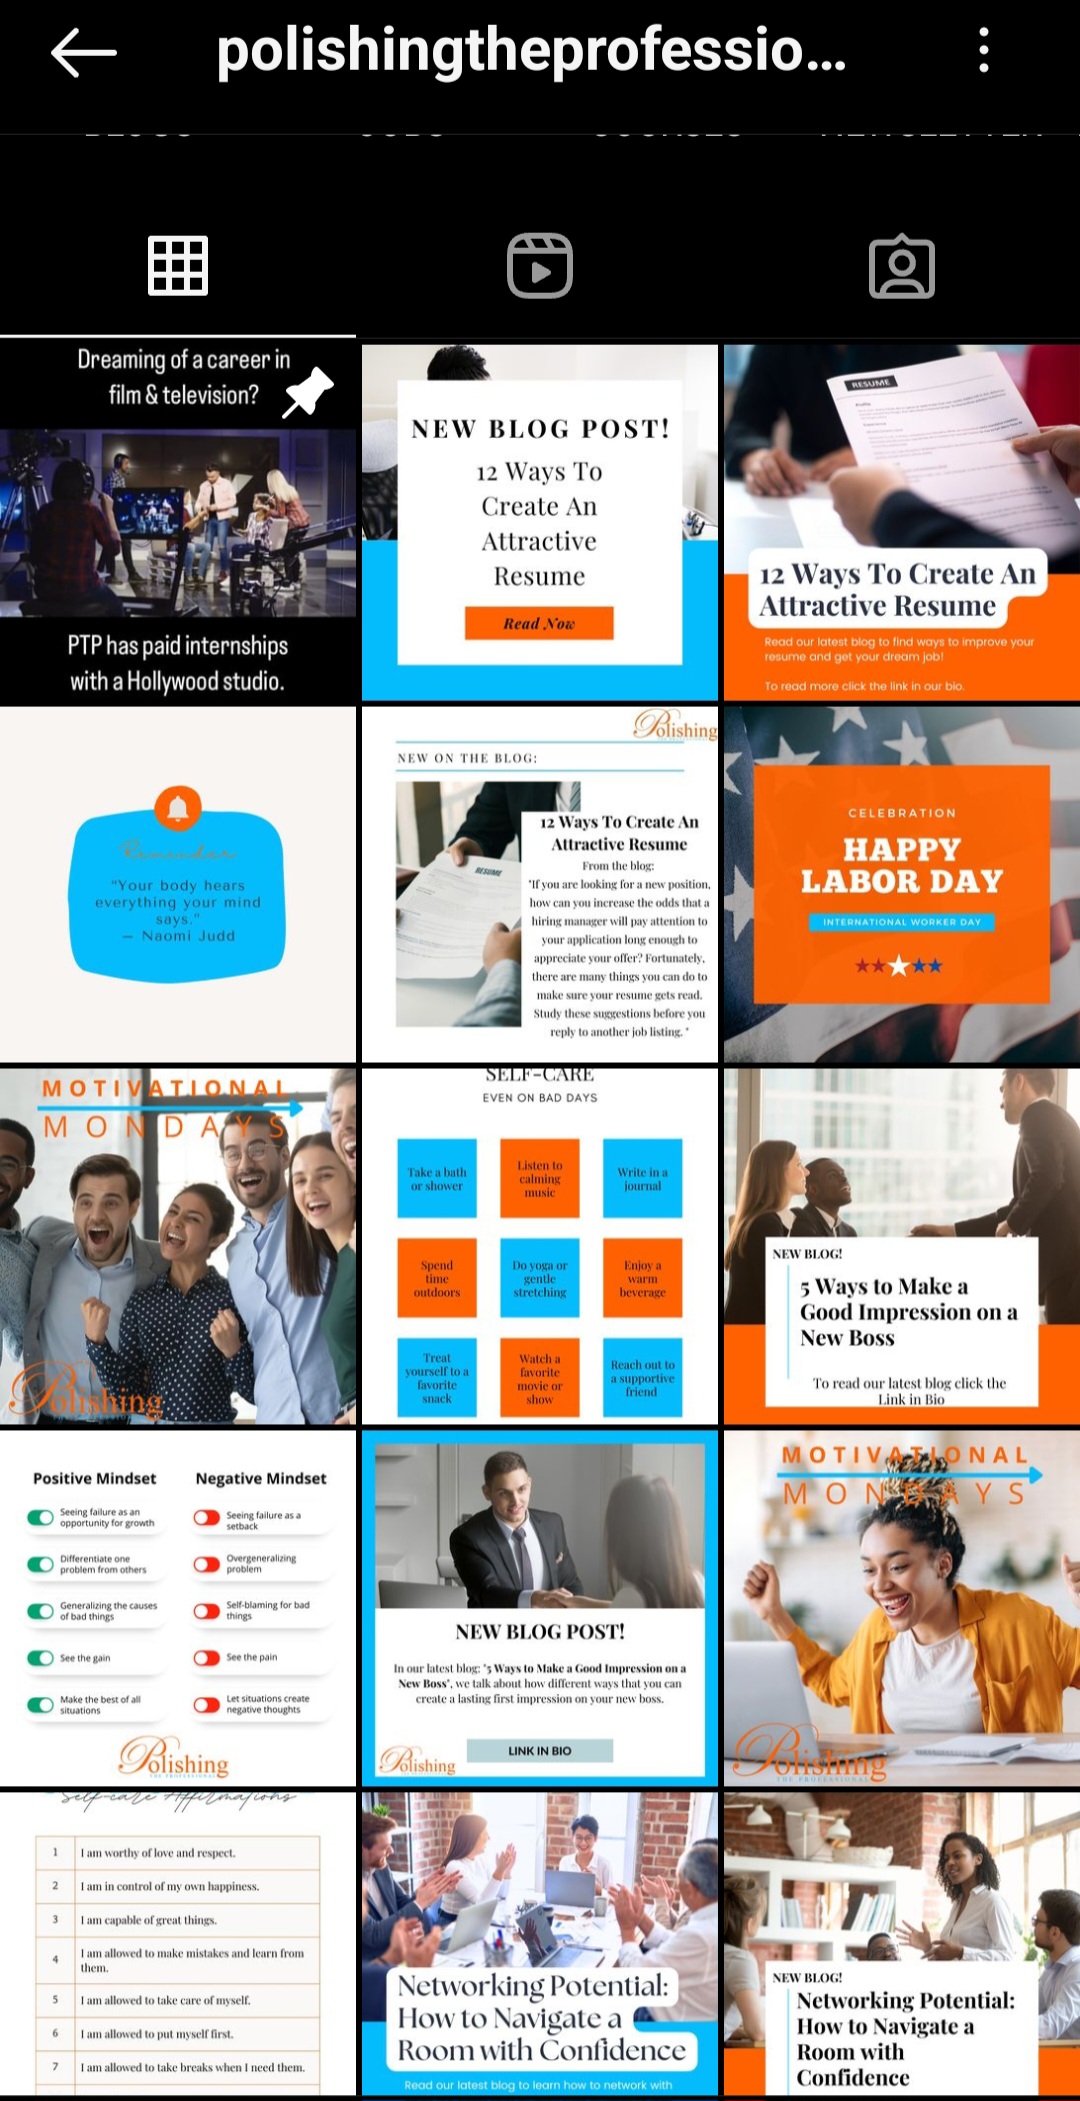 polishingtheprofessio...
BLOGS JOBS COURSES NEWSLETTER
Dreaming of a career in
film & television?
PTP has paid internships
with a Hollywood studio.
NEW BLOG POST!
12 Ways To
Create An
Attractive
Resume
Read Now
RESUME
12 Ways To Create An
Attractive Resume
Read our latest blog to find ways to improve your
resume and get your dream job!
To read more click the link in our bio.
Reminder
"Your body hears
everything your mind
says."
— Naomi Judd
Polishing
NEW ON THE BLOG:
RESUME
12 Ways To Create An
Attractive Resume
From the blog:
"If you are looking for a new position,
how can you increase the odds that a
hiring manager will pay attention to
your application long enough to
appreciate your offer? Fortunately,
there are many things you can do to
make sure your resume gets read.
Study these suggestions before you
reply to another job listing. "
CELEBRATION
HAPPY
LABOR DAY
INTERNATIONAL WORKER DAY
MOTIVATIONAL
MONDAYS
Polishing
SELF-CARE
EVEN ON BAD DAYS
Take a bath
or shower
Listen to
calming
music
Write in a
journal
Spend
time
outdoors
Do yoga or
gentle
stretching
Enjoy a
warm
beverage
Treat
yourself to a
favorite
snack
Watch a
favorite
movie or
show
Reach out to
a supportive
friend
NEW BLOG!
5 Ways to Make a
Good Impression on a
New Boss
To read our latest blog click the
Link in Bio
Positive Mindset
Seeing failure as an
opportunity for growth
Differentiate one
problem from others
Generalizing the causes
of bad things
See the gain
Make the best of all
situations
Negative Mindset
Seeing failure as a
setback
Overgeneralizing
problem
Self-blaming for bad
things
See the pain
Let situations create
negative thoughts
Polishing
THE PROFESSIONAL
NEW BLOG POST!
In our latest blog: "5 Ways to Make a Good Impression on a
New Boss", we talk about how different ways that you can
create a lasting first impression on your new boss.
LINK IN BIO
Polishing
MOTIVATIONAL
MONDAYS
Polishing
THE PROFESSIONAL
Self-care Affirmations
1 I am worthy of love and respect.
2 I am in control of my own happiness.
3 I am capable of great things.
4 I am allowed to make mistakes and learn from
them.
5 I am allowed to take care of myself.
6 I am allowed to put myself first.
7 I am allowed to take breaks when I need them.
Networking Potential:
How to Navigate a
Room with Confidence
Read our latest blog to learn how to network with
NEW BLOG!
Networking Potential:
How to Navigate a
Room with
Confidence